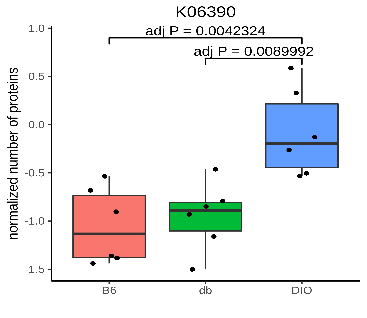 K06390
adj P = 0.0042324
adj P = 0.0089992
normalized number of proteins
1.0
0.5
0.0
-0.5
-1.0
-1.5
B6
db
DIO